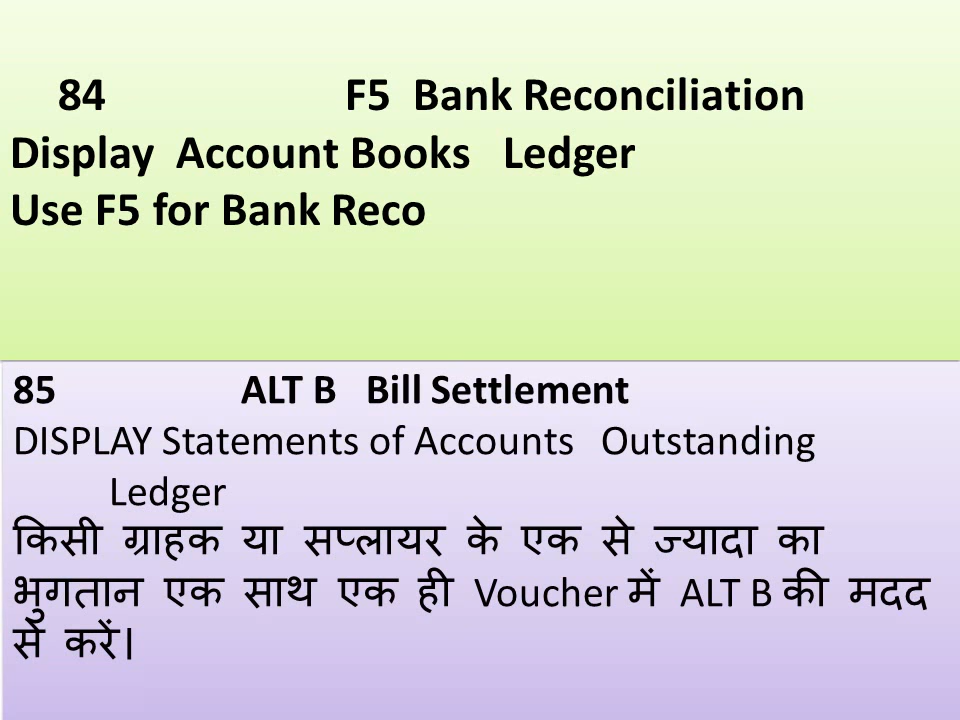 84 F5 Bank Reconciliation
Display Account Books Ledger
Use F5 for Bank Reco
85 ALT B Bill Settlement
DISPLAY Statements of Accounts Outstanding
Ledger
किसी ग्राहक या सप्लायर के एक से ज्यादा का
भुगतान एक साथ एक ही Voucher में ALT B की मदद
से करें।